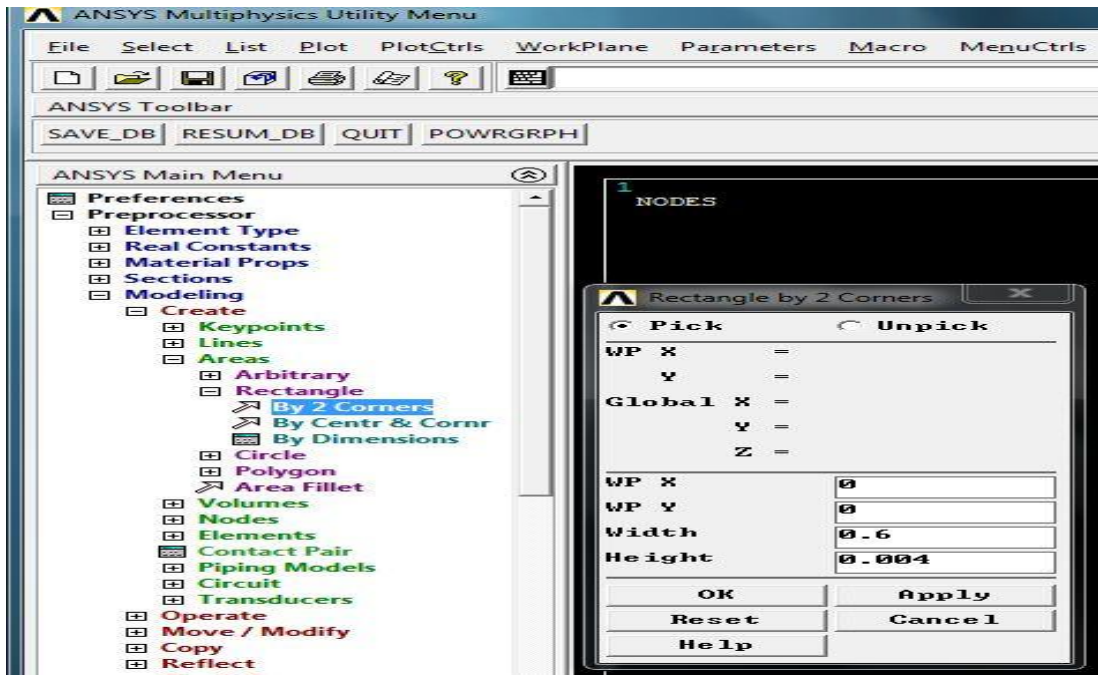 ANSYS Multiphysics Utility Menu
File Select List Plot PlotCtrls WorkPlane Parameters Macro MenuCtrls
ANSYS Toolbar
SAVE_DB RESUM_DB QUIT POWRGRPH
ANSYS Main Menu
Preferences
Preprocessor
Element Type
Real Constants
Material Props
Sections
Modeling
Create
Keypoints
Lines
Areas
Arbitrary
Rectangle
By 2 Corners
By Centr & Cornr
By Dimensions
Circle
Polygon
Area Fillet
Volumes
Nodes
Elements
Contact Pair
Piping Models
Circuit
Transducers
Operate
Move / Modify
Copy
Reflect
1
NODES
Rectangle by 2 Corners
Pick Unpick
WP X =
Y =
Global X =
Y =
Z =
WP X 0
WP Y 0
Width 0.6
Height 0.004
OK Apply
Reset Cancel
Help